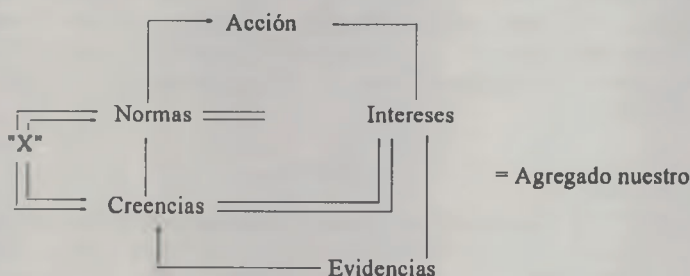 Acción
Normas Intereses
"X"
= Agregado nuestro
Creencias
Evidencias